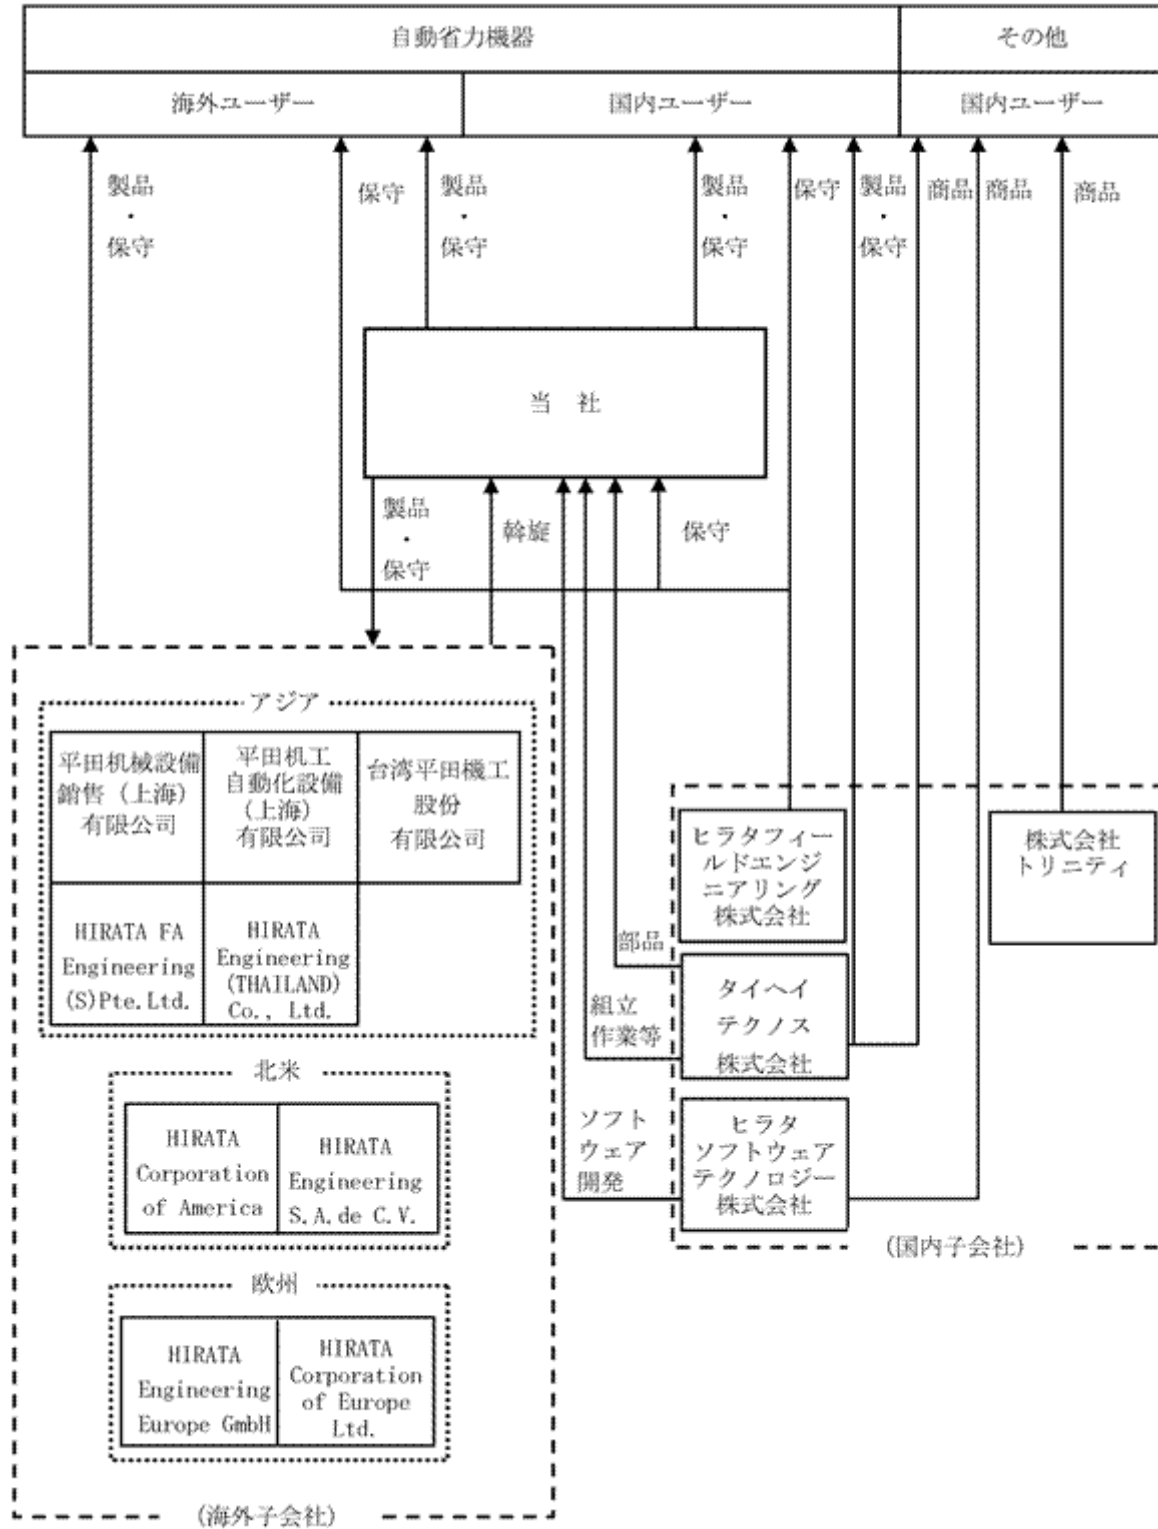 自動省力機器
その他
海外ユーザー
国内ユーザー
国内ユーザー
製品
・
保守
保守
製品
・
保守
製品
・
保守
保守
製品
・
保守
商品
商品
商品
当 社
製品
・
保守
斡旋
保守
アジア
平田机械設備
銷售（上海）
有限公司
平田机工
自動化設備
（上海）
有限公司
台湾平田機工
股份
有限公司
HIRATA FA
Engineering
(S)Pte.Ltd.
HIRATA
Engineering
(THAILAND)
Co., Ltd.
北米
HIRATA
Corporation
of America
HIRATA
Engineering
S.A.de C.V.
欧州
HIRATA
Engineering
Europe GmbH
HIRATA
Corporation
of Europe
Ltd.
(海外子会社)
ヒラタフィー
ルドエンジ
ニアリング
株式会社
株式会社
トリニティ
部品
タイヘイ
テクノス
株式会社
組立
作業等
ソフト
ウェア
開発
ヒラタ
ソフトウェア
テクノロジー
株式会社
(国内子会社)